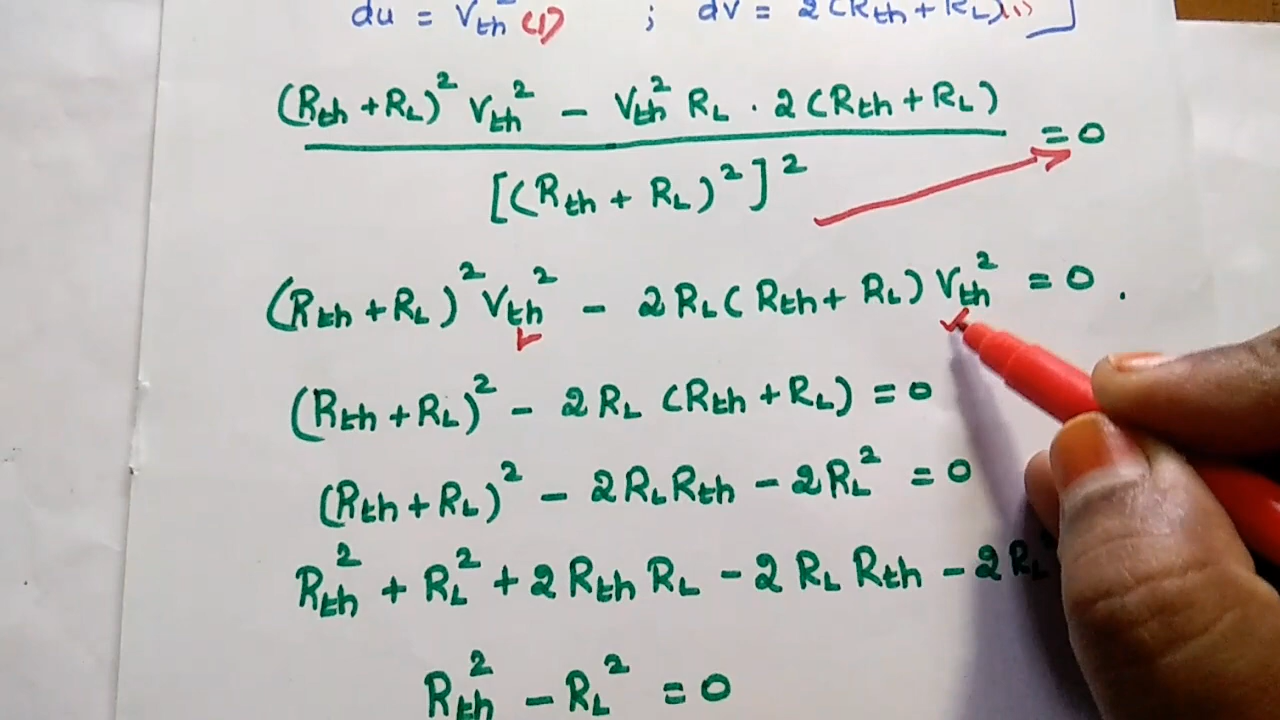 du = Vth² (1) ; dv = 2(Rth + RL)(1) ]
(Rth + RL)² Vth² − Vth² RL · 2 (Rth + RL)
= 0
[(Rth + RL)²]²
(Rth + RL)² Vth² − 2 RL (Rth + RL) Vth² = 0 .
(Rth + RL)² − 2 RL (Rth + RL) = 0
(Rth + RL)² − 2 RL Rth − 2 RL² = 0
Rth² + RL² + 2 Rth RL − 2 RL Rth − 2 RL
Rth² − RL² = 0